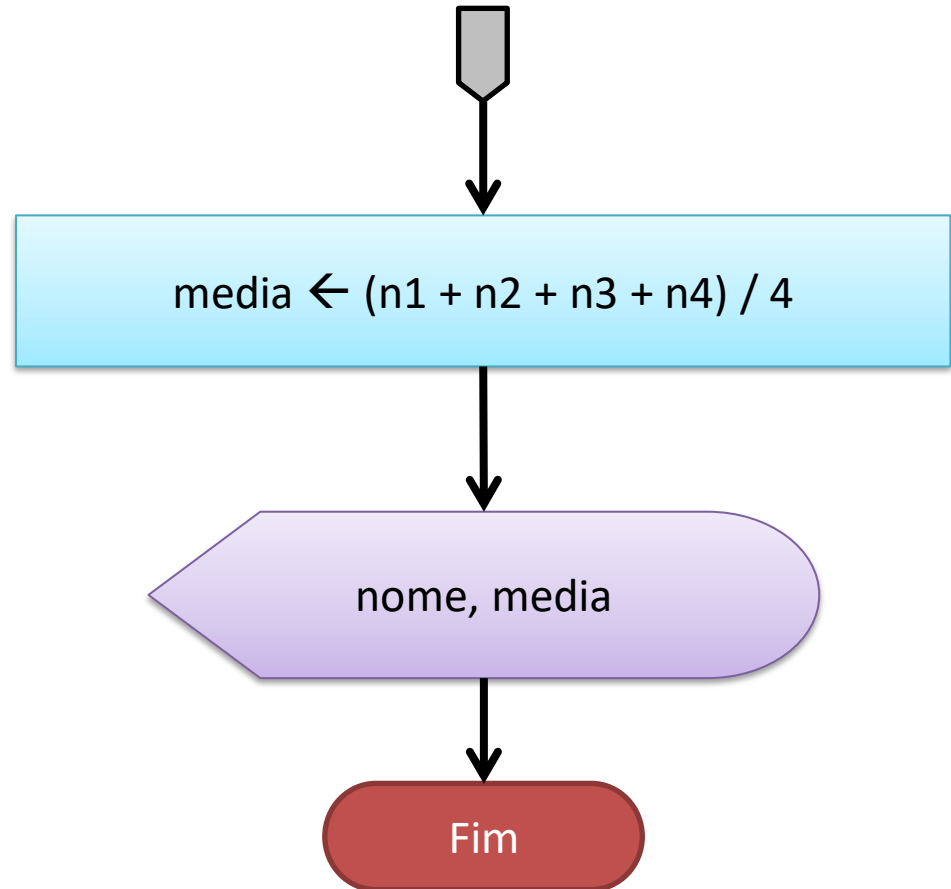 media ← (n1 + n2 + n3 + n4) / 4
nome, media
Fim